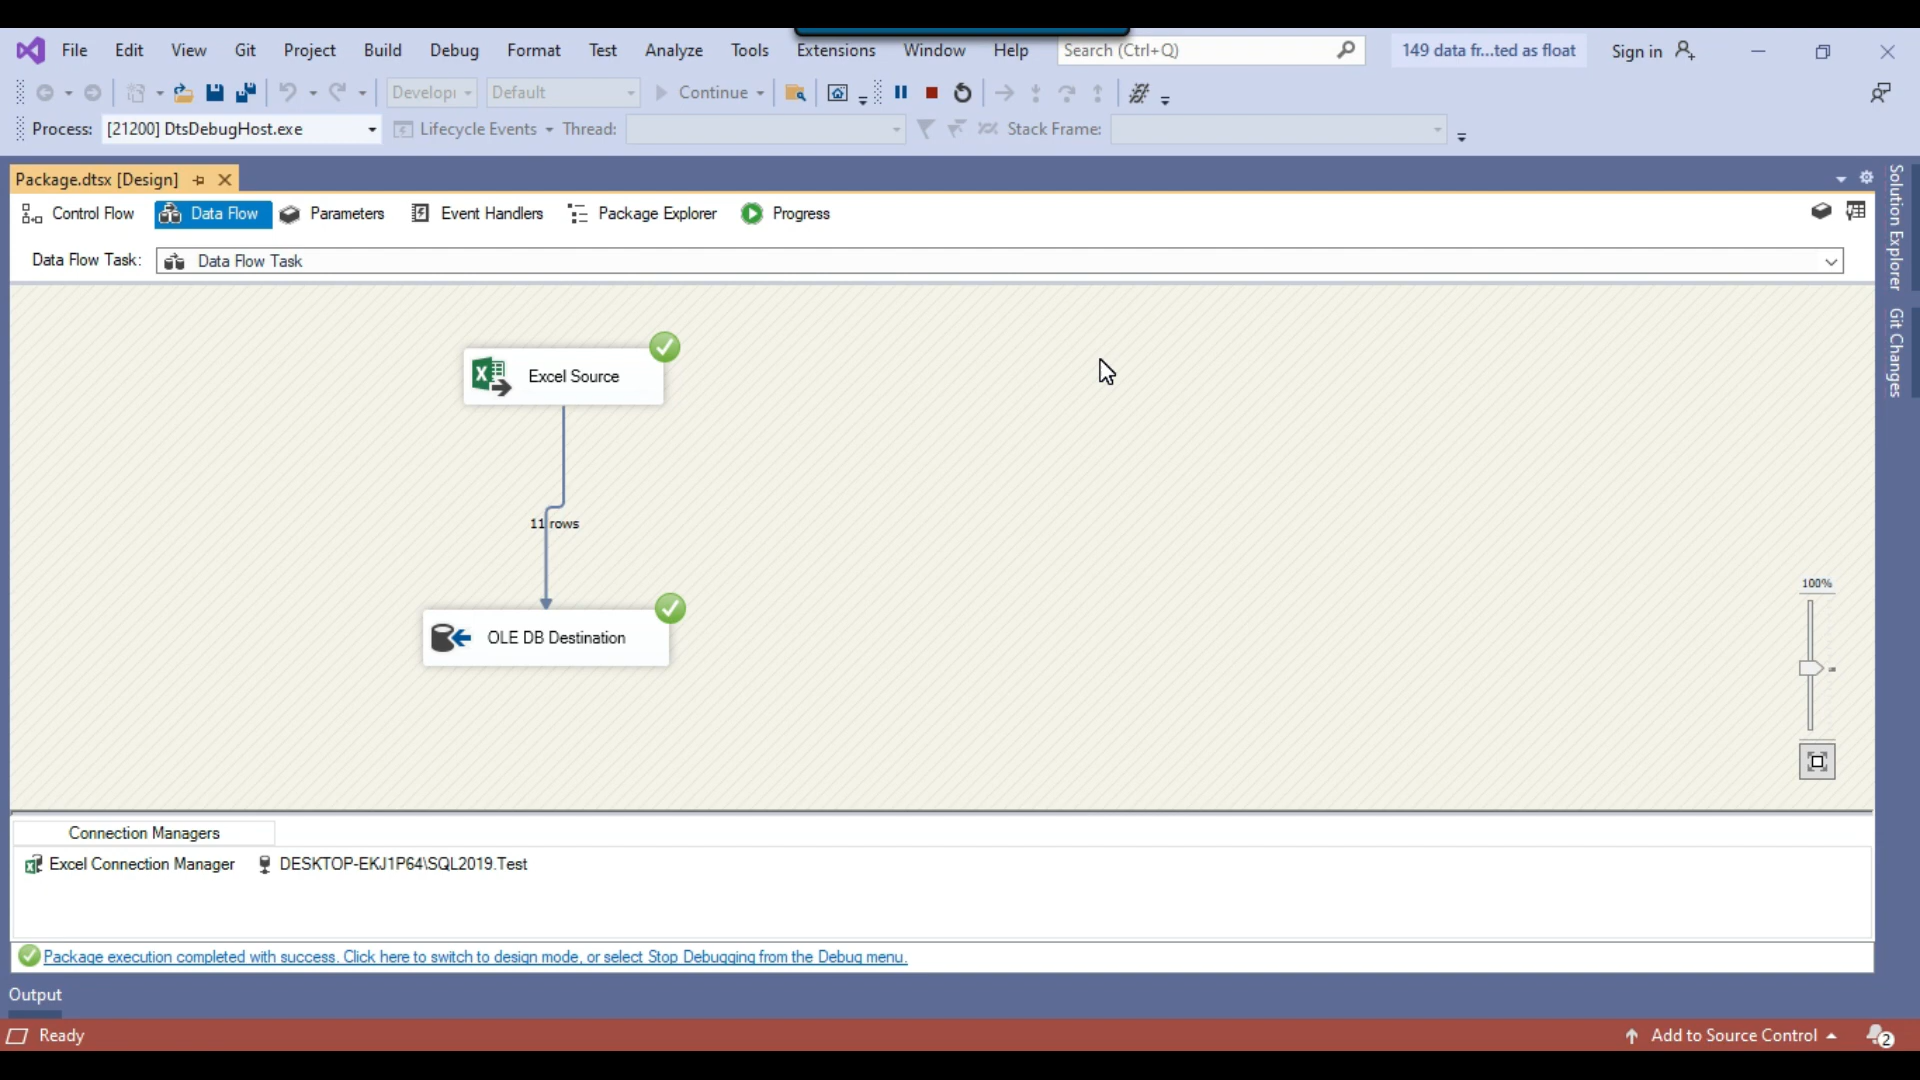 File Edit View Git Project Build Debug Format Test Analyze Tools Extensions Window Help Search (Ctrl+Q) 149 data fr...ted as float Sign in
Developi Default Continue
Process: [21200] DtsDebugHost.exe Lifecycle Events Thread: Stack Frame:
Package.dtsx [Design]
Control Flow Data Flow Parameters Event Handlers Package Explorer Progress
Data Flow Task: Data Flow Task
Excel Source
11 rows
OLE DB Destination
100%
Connection Managers
Excel Connection Manager DESKTOP-EKJ1P64\SQL2019.Test
Package execution completed with success. Click here to switch to design mode, or select Stop Debugging from the Debug menu.
Output
Ready Add to Source Control 2
Solution Explorer
Git Changes